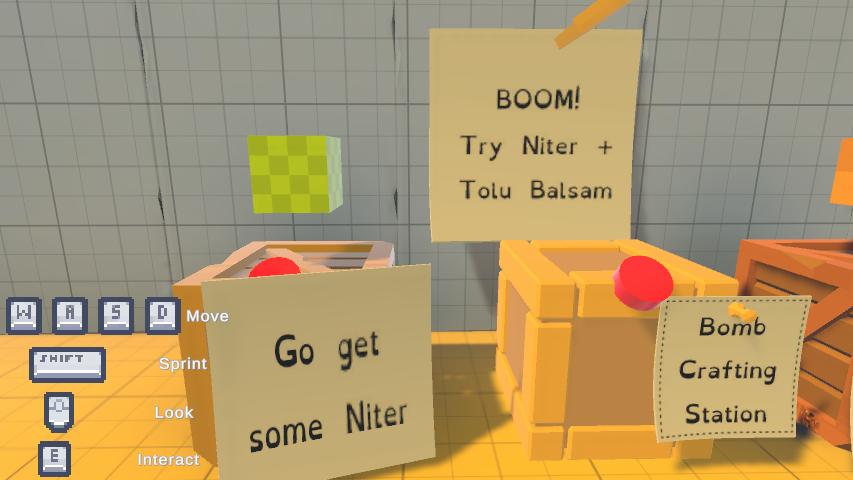 BOOM!
Try Niter +
Tolu Balsam
Go get
some Niter
Bomb
Crafting
Station
W A S D Move
SHIFT Sprint
Look
E Interact